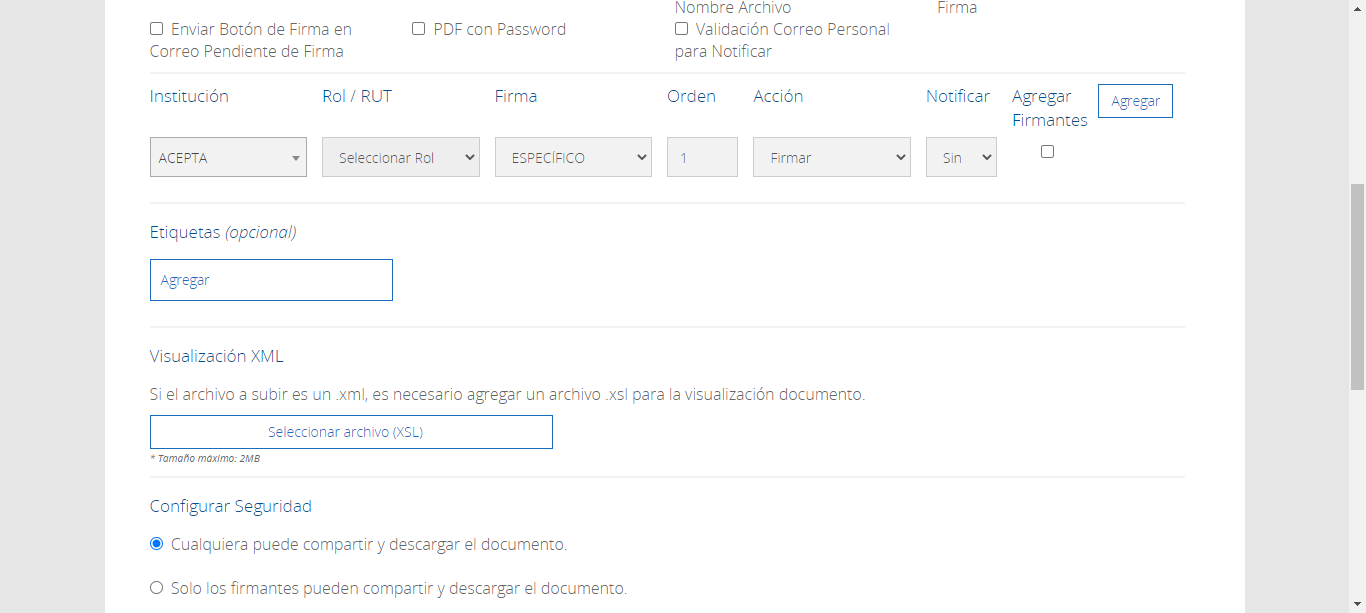 Nombre Archivo
Firma
Enviar Botón de Firma en
Correo Pendiente de Firma
PDF con Password
Validación Correo Personal
para Notificar
Institución
Rol / RUT
Firma
Orden
Acción
Notificar
Agregar
Firmantes
Agregar
ACEPTA
Seleccionar Rol
ESPECÍFICO
1
Firmar
Sin
Etiquetas (opcional)
Agregar
Visualización XML
Si el archivo a subir es un .xml, es necesario agregar un archivo .xsl para la visualización documento.
Seleccionar archivo (XSL)
* Tamaño máximo: 2MB
Configurar Seguridad
Cualquiera puede compartir y descargar el documento.
Solo los firmantes pueden compartir y descargar el documento.